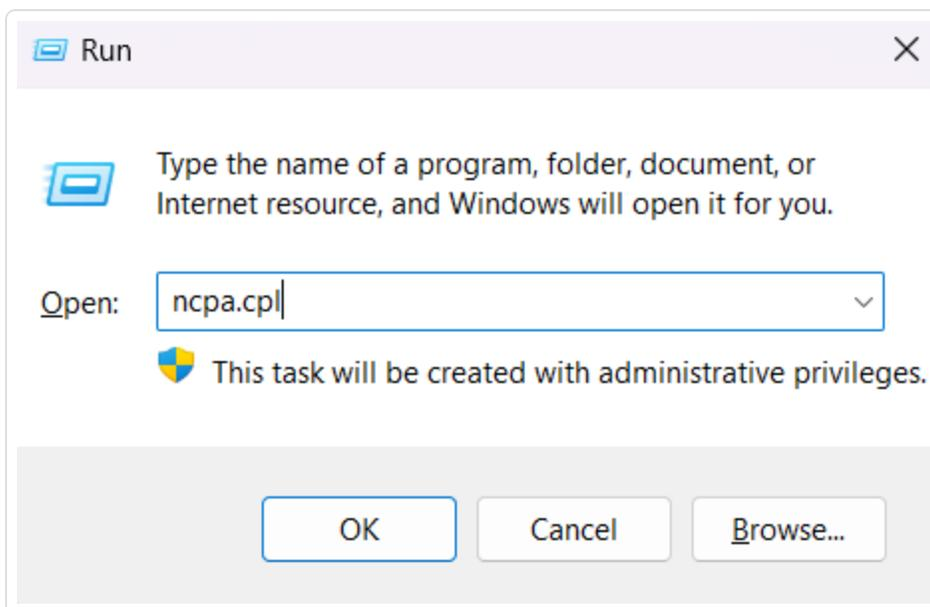 Run
Type the name of a program, folder, document, or
Internet resource, and Windows will open it for you.
Open:
ncpa.cpl
This task will be created with administrative privileges.
OK
Cancel
Browse...